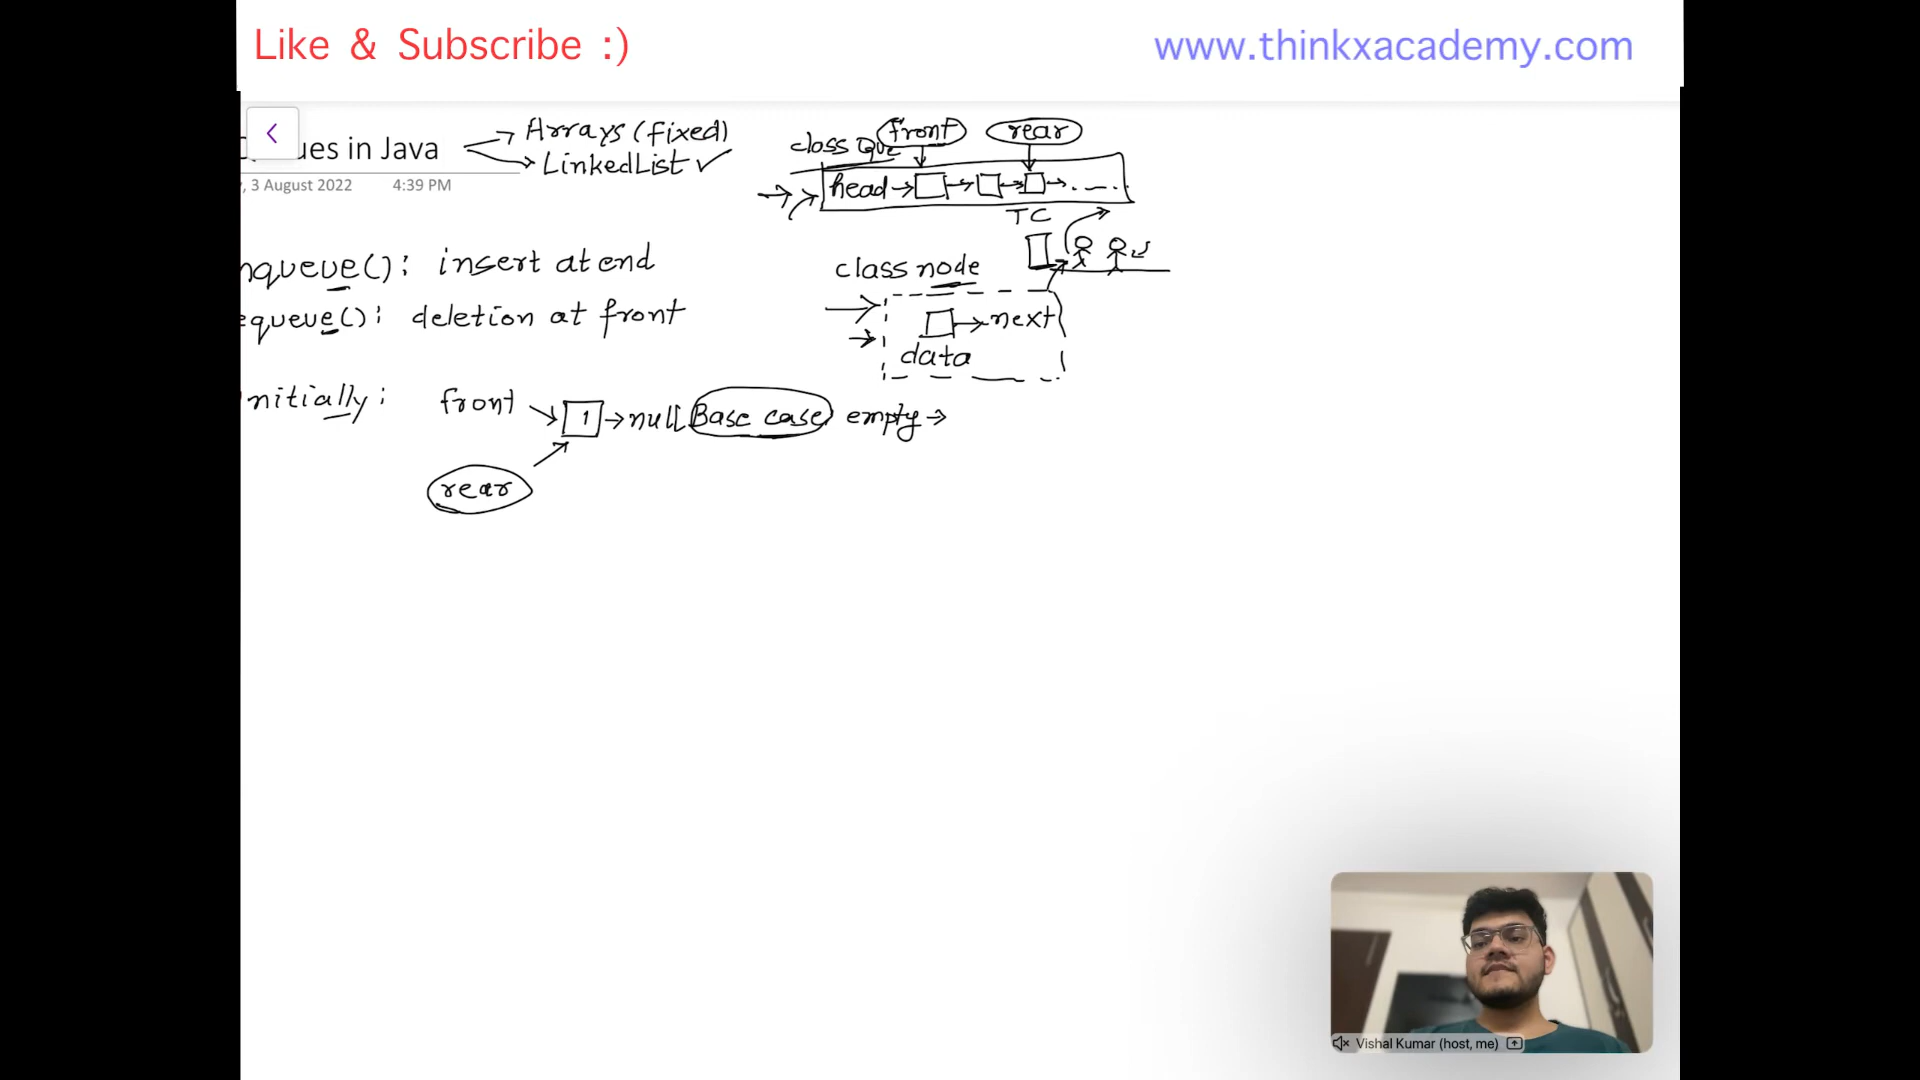 Like & Subscribe :)
www.thinkxacademy.com
ues in Java
Arrays (fixed)
LinkedList ✓
, 3 August 2022 4:39 PM
class Que
front
rear
head → → → → .....
TC
nqueue(): insert at end
equeue(): deletion at front
class node
→ next
data
nitially: front
1 → null Base case empty →
rear
Vishal Kumar (host, me)